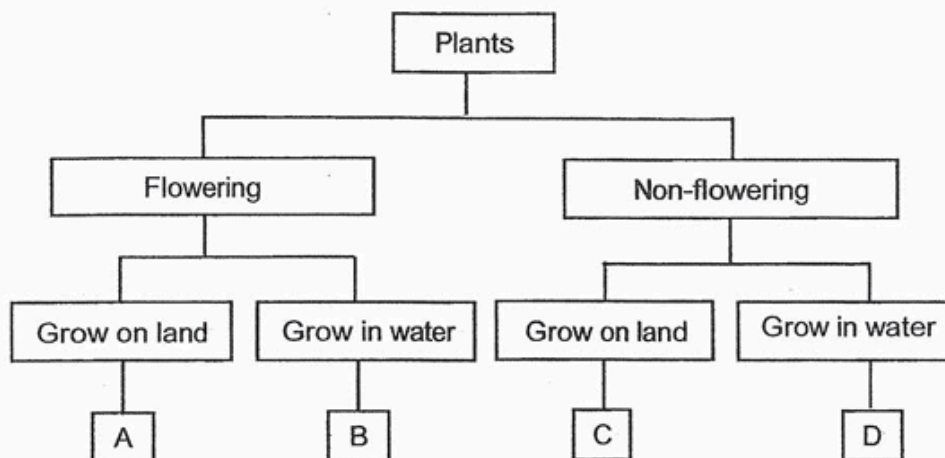 Plants
Flowering
Non-flowering
Grow on land
Grow in water
Grow on land
Grow in water
A
B
C
D